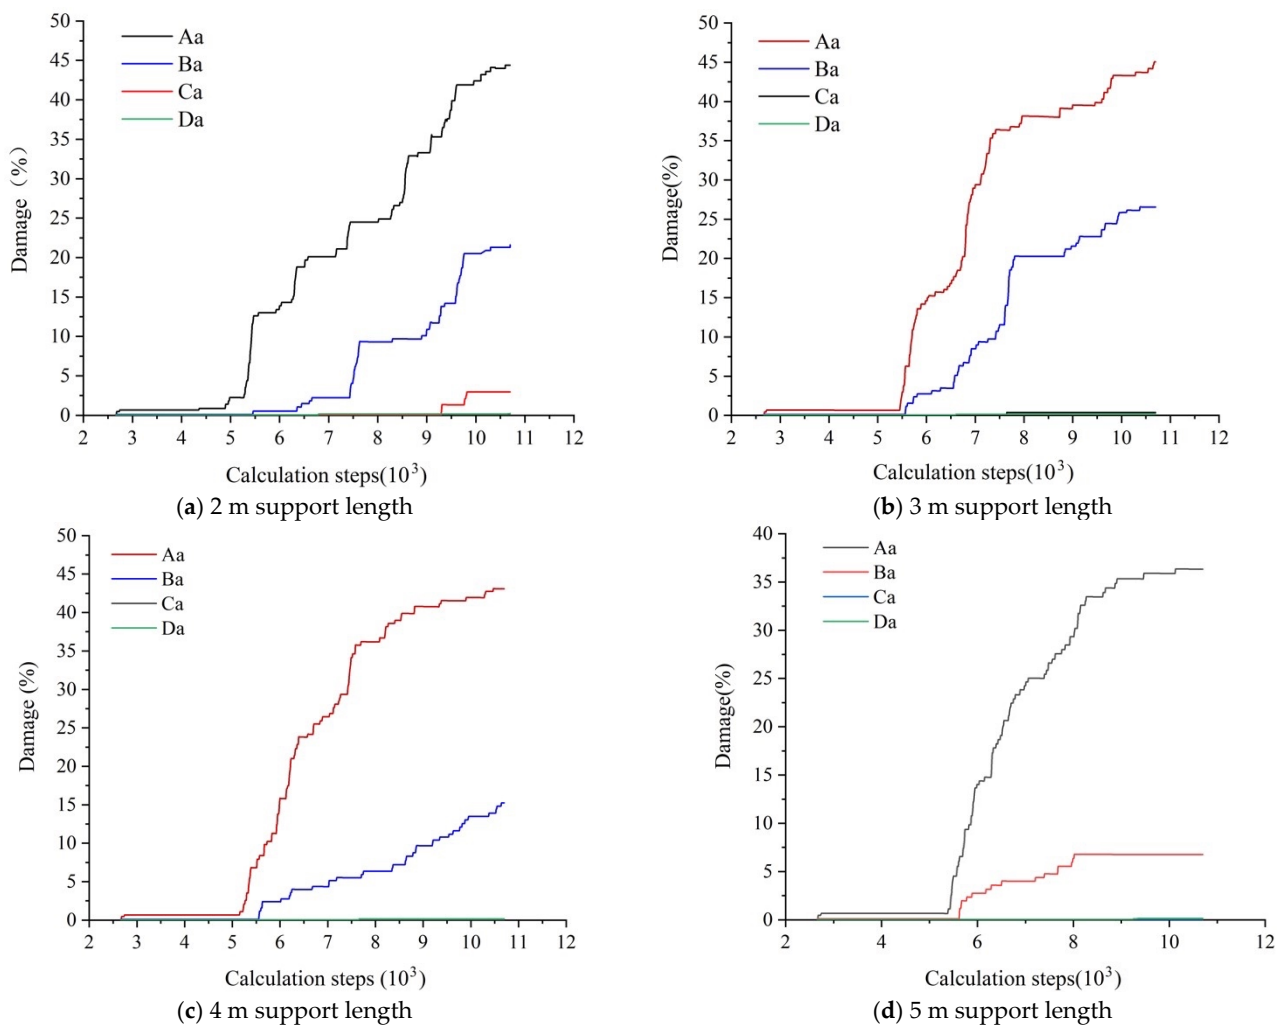 50
45
40
35
30
25
20
15
10
5
0
Damage（%）
Aa
Ba
Ca
Da
2 3 4 5 6 7 8 9 10 11 12
Calculation steps(10³)
(a) 2 m support length
50
45
40
35
30
25
20
15
10
5
0
Damage(%)
Aa
Ba
Ca
Da
2 3 4 5 6 7 8 9 10 11 12
Calculation steps(10³)
(b) 3 m support length
50
45
40
35
30
25
20
15
10
5
0
Damage (%)
Aa
Ba
Ca
Da
2 3 4 5 6 7 8 9 10 11 12
Calculation steps (10³)
(c) 4 m support length
40
35
30
25
20
15
10
5
0
Damage(%)
Aa
Ba
Ca
Da
2 4 6 8 10 12
Calculation steps(10³)
(d) 5 m support length